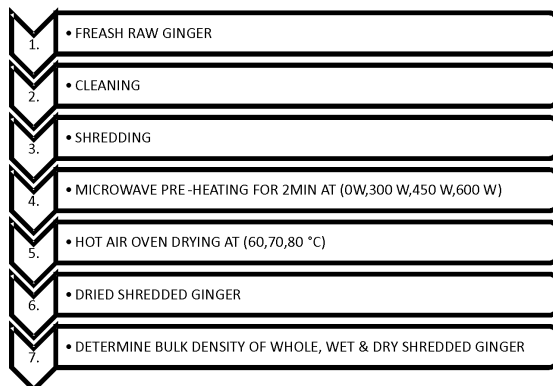 1. • FREASH RAW GINGER
2. • CLEANING
3. • SHREDDING
4. • MICROWAVE PRE-HEATING FOR 2MIN AT (0W,300 W,450 W,600 W)
5. • HOT AIR OVEN DRYING AT (60,70,80 °C)
6. • DRIED SHREDDED GINGER
7. • DETERMINE BULK DENSITY OF WHOLE, WET & DRY SHREDDED GINGER